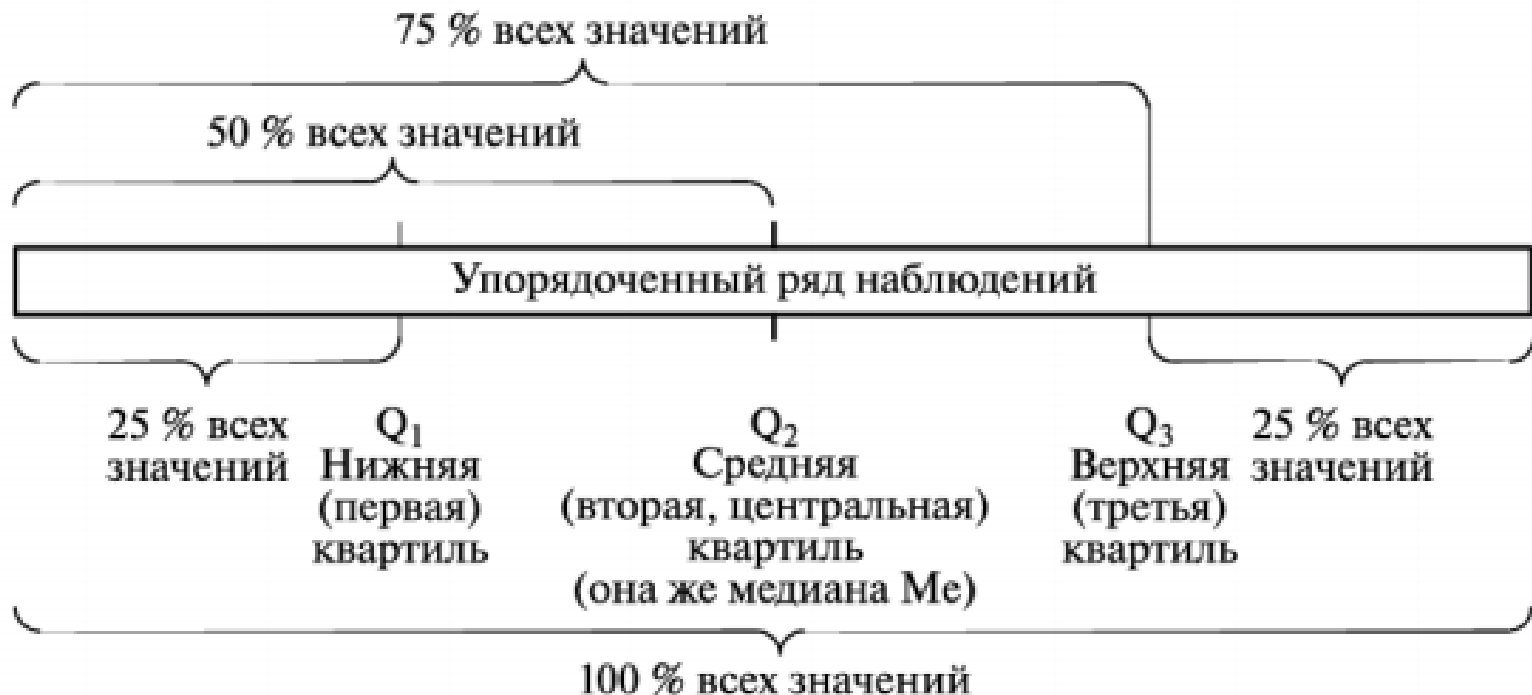 75 % всех значений
50 % всех значений
Упорядоченный ряд наблюдений
25 % всех
значений
Q₁
Нижняя
(первая)
квартиль
Q₂
Средняя
(вторая, центральная)
квартиль
(она же медиана Me)
Q₃
Верхняя
(третья)
квартиль
25 % всех
значений
100 % всех значений